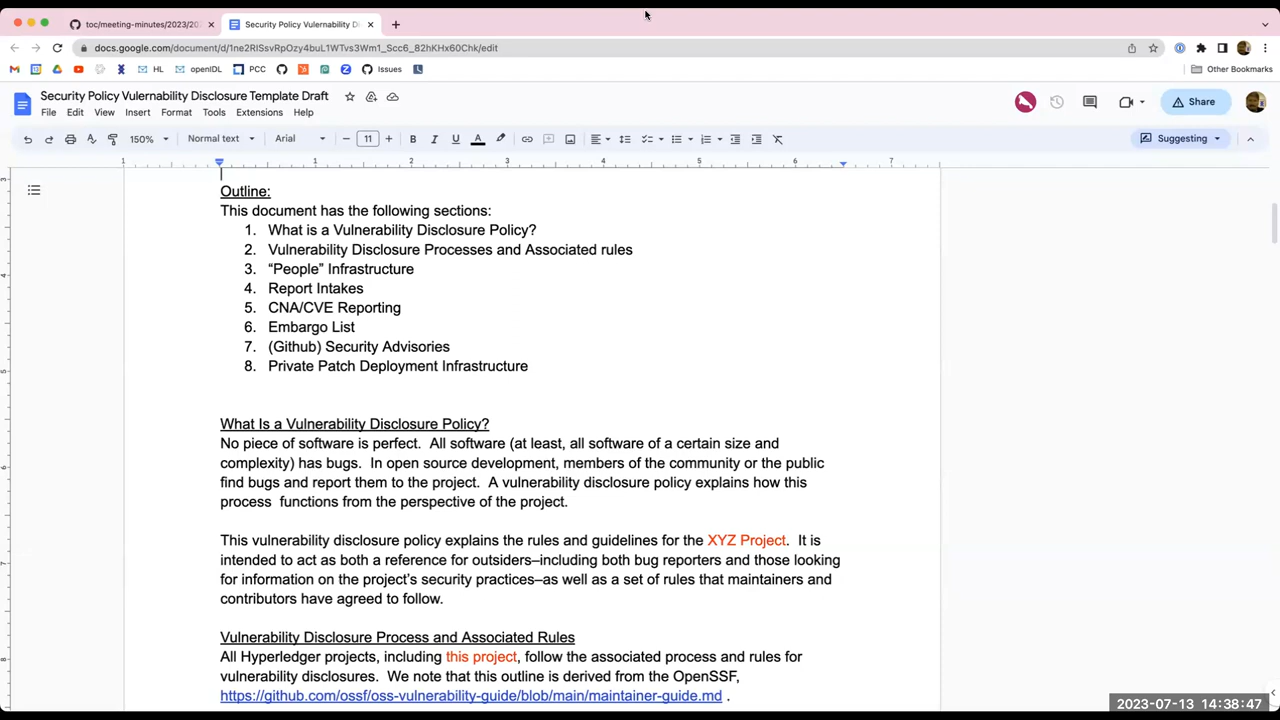 toc/meeting-minutes/2023/202
Security Policy Vulernability Di
docs.google.com/document/d/1ne2RISsvRpOzy4buL1WTvs3Wm1_Scc6_82hKHx60Chk/edit
HL
openIDL
PCC
Issues
Other Bookmarks
Security Policy Vulernability Disclosure Template Draft
File Edit View Insert Format Tools Extensions Help
Share
150% Normal text Arial 11 Suggesting
1 1 2 3 4 5 6 7
Outline:
This document has the following sections:
1. What is a Vulnerability Disclosure Policy?
2. Vulnerability Disclosure Processes and Associated rules
3. “People” Infrastructure
4. Report Intakes
5. CNA/CVE Reporting
6. Embargo List
7. (Github) Security Advisories
8. Private Patch Deployment Infrastructure
What Is a Vulnerability Disclosure Policy?
No piece of software is perfect. All software (at least, all software of a certain size and
complexity) has bugs. In open source development, members of the community or the public
find bugs and report them to the project. A vulnerability disclosure policy explains how this
process functions from the perspective of the project.
This vulnerability disclosure policy explains the rules and guidelines for the XYZ Project. It is
intended to act as both a reference for outsiders–including both bug reporters and those looking
for information on the project’s security practices–as well as a set of rules that maintainers and
contributors have agreed to follow.
Vulnerability Disclosure Process and Associated Rules
All Hyperledger projects, including this project, follow the associated process and rules for
vulnerability disclosures. We note that this outline is derived from the OpenSSF,
https://github.com/ossf/oss-vulnerability-guide/blob/main/maintainer-guide.md .
2023-07-13 14:38:47